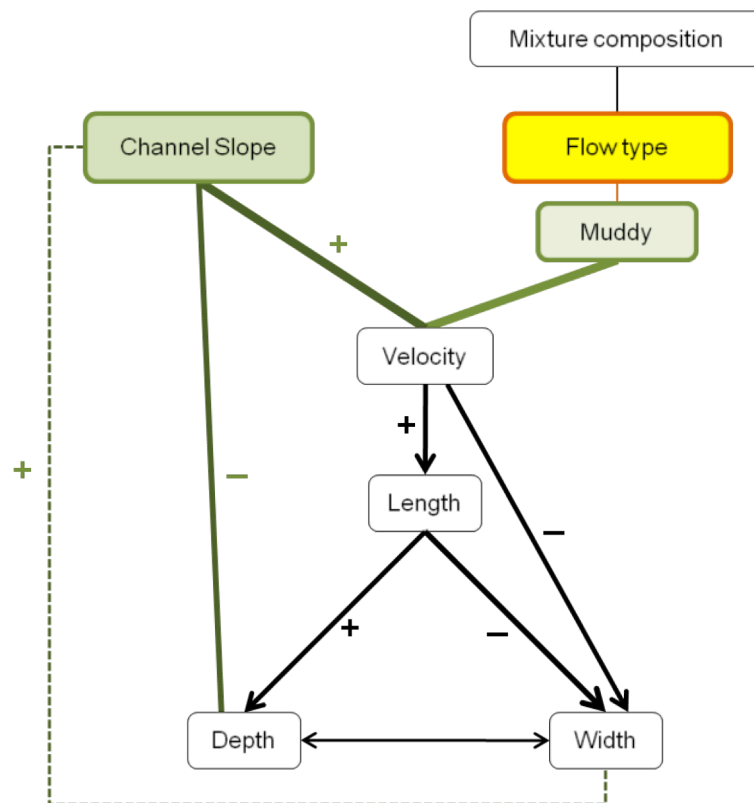 Mixture composition
Channel Slope
Flow type
Muddy
+
Velocity
+
+
−
Length
−
+
−
Depth
Width